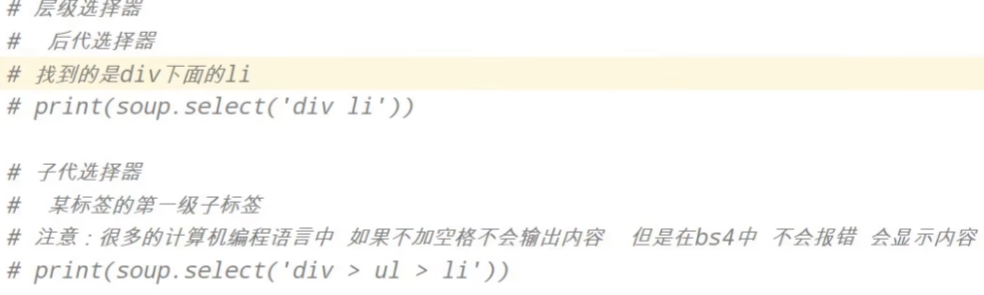 # 层级选择器
#  后代选择器
# 找到的是div下面的li
# print(soup.select('div li'))
# 子代选择器
#  某标签的第一级子标签
# 注意：很多的计算机编程语言中 如果不加空格不会输出内容  但是在bs4中 不会报错 会显示内容
# print(soup.select('div > ul > li'))